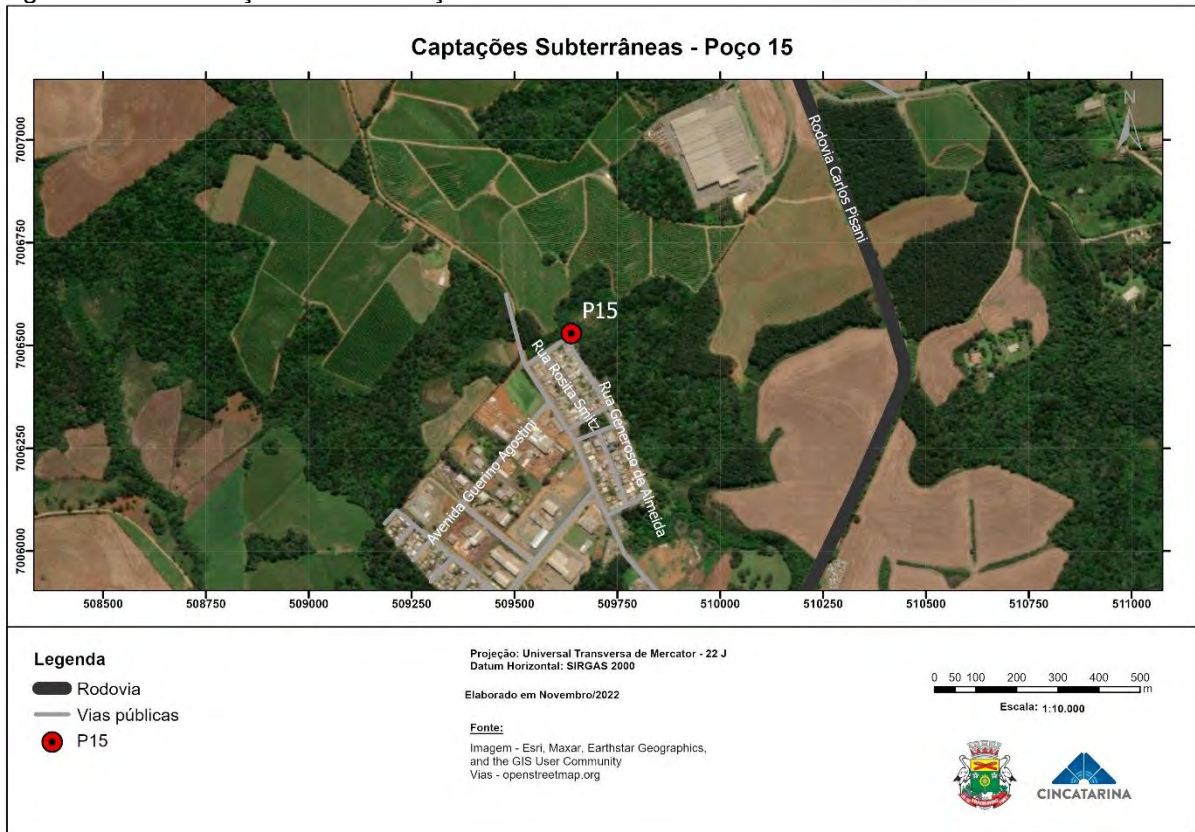 Captações Subterrâneas - Poço 15
N
7007000
7006750
7006500
7006250
7006000
Rodovia Carlos Pisani
P15
Rua Rosita Smitz
Rua Generosa de Almeida
Avenida Guerino Agostini
508500
508750
509000
509250
509500
509750
510000
510250
510500
510750
511000
Legenda
Rodovia
Vias públicas
P15
Projeção: Universal Transversa de Mercator - 22 J
Datum Horizontal: SIRGAS 2000
Elaborado em Novembro/2022
Fonte:
Imagem - Esri, Maxar, Earthstar Geographics,
and the GIS User Community
Vias - openstreetmap.org
0 50 100 200 300 400 500
m
Escala: 1:10.000
CINCATARINA